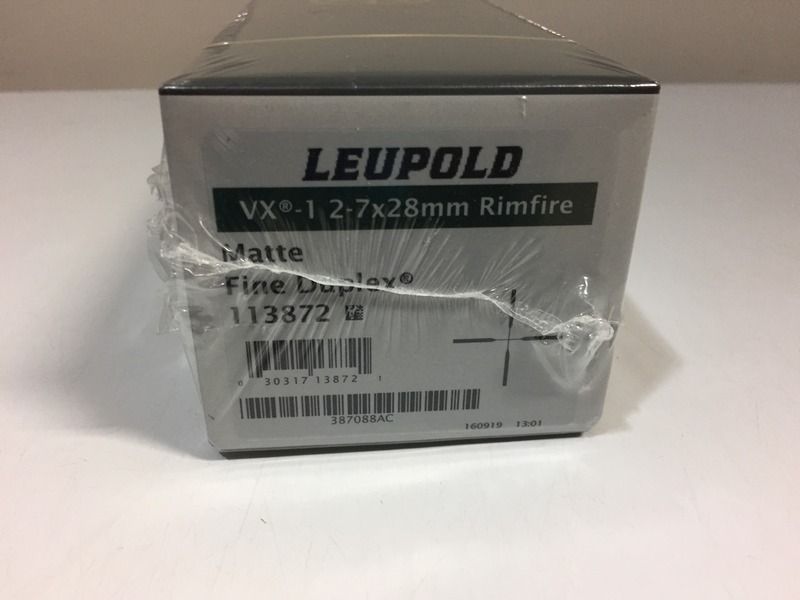 LEUPOLD
VX®-1 2-7x28mm Rimfire
Matte
Fine Duplex®
113872
0 30317 13872 1
387088AC
160919 13:01